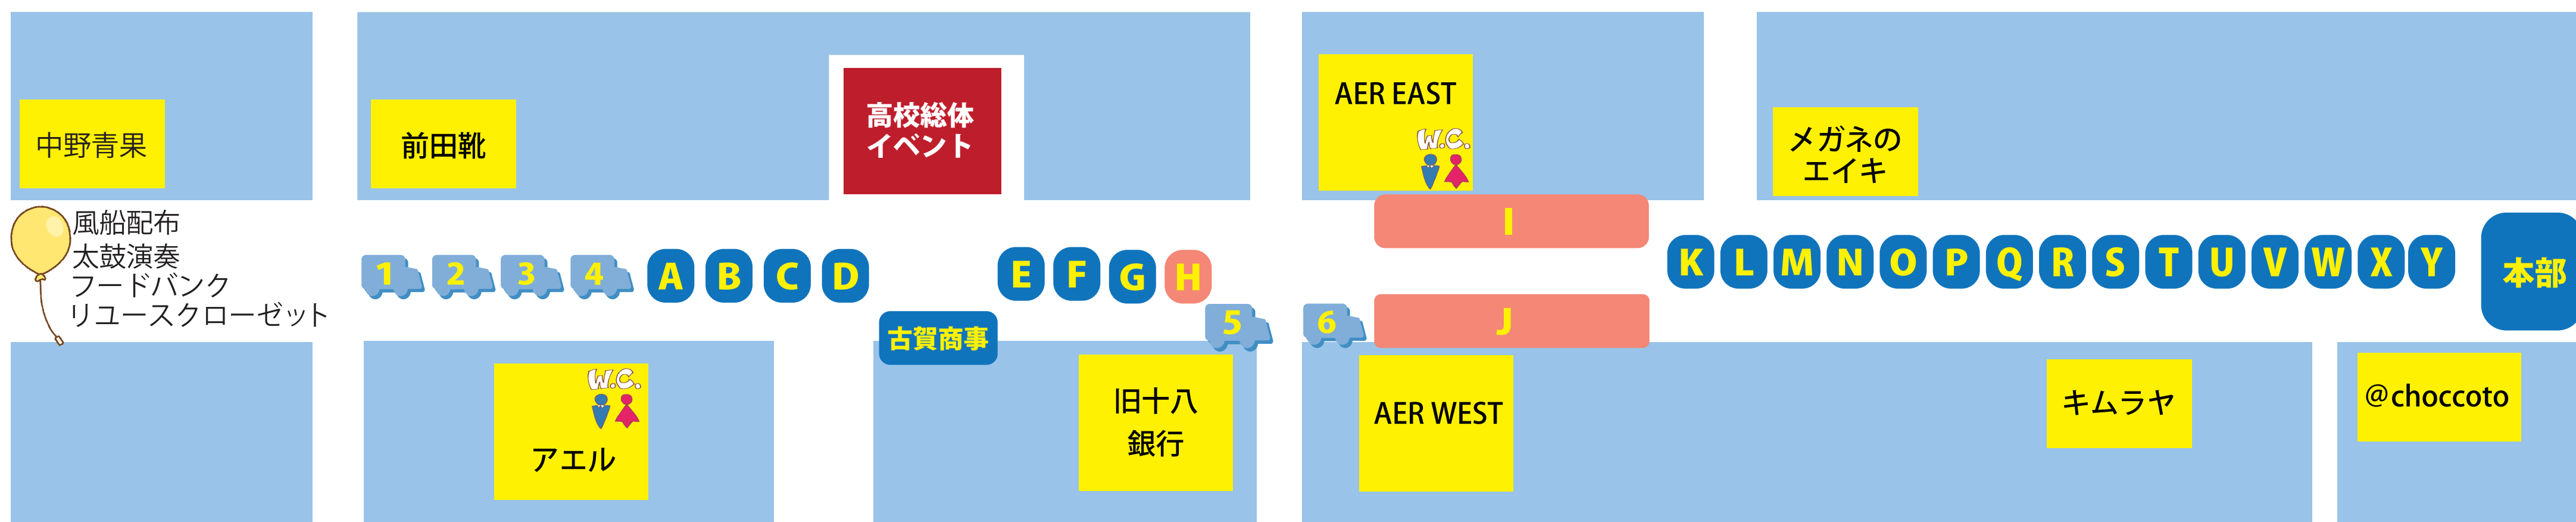 中野青果
前田靴
高校総体
イベント
AER EAST
W.C.
メガネの
エイキ
風船配布
太鼓演奏
フードバンク
リユースクローゼット
1 2 3 4 A B C D E F G H
I
K L M N O P Q R S T U V W X Y
本部
5 6 J
古賀商事
W.C.
アエル
旧十八
銀行
AER WEST
キムラヤ
@choccoto